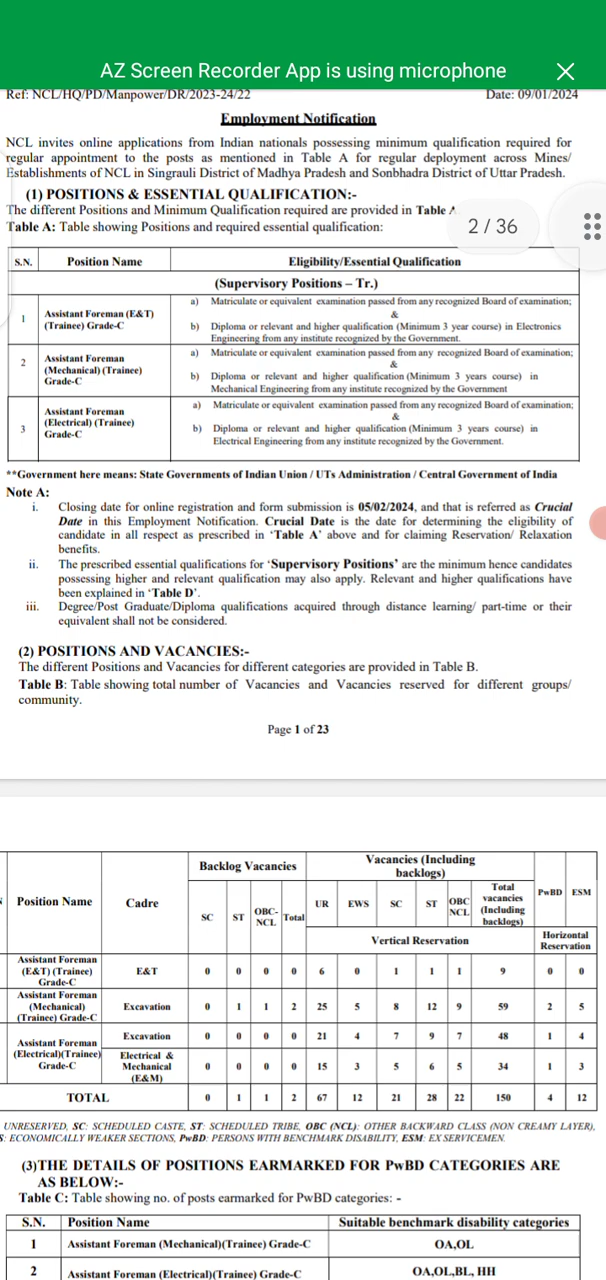 AZ Screen Recorder App is using microphone
Ref: NCL/HQ/PD/Manpower/DR/2023-24/22 Date: 09/01/2024
Employment Notification
NCL invites online applications from Indian nationals possessing minimum qualification required for
regular appointment to the posts as mentioned in Table A for regular deployment across Mines/
Establishments of NCL in Singrauli District of Madhya Pradesh and Sonbhadra District of Uttar Pradesh.
(1) POSITIONS & ESSENTIAL QUALIFICATION:-
The different Positions and Minimum Qualification required are provided in Table A
Table A: Table showing Positions and required essential qualification:
2 / 36
S.N. Position Name Eligibility/Essential Qualification
(Supervisory Positions – Tr.)
1 Assistant Foreman (E&T) (Trainee) Grade-C
a) Matriculate or equivalent examination passed from any recognized Board of examination;
&
b) Diploma or relevant and higher qualification (Minimum 3 year course) in Electronics
Engineering from any institute recognized by the Government.
2 Assistant Foreman (Mechanical) (Trainee) Grade-C
a) Matriculate or equivalent examination passed from any recognized Board of examination;
&
b) Diploma or relevant and higher qualification (Minimum 3 years course) in
Mechanical Engineering from any institute recognized by the Government
3 Assistant Foreman (Electrical) (Trainee) Grade-C
a) Matriculate or equivalent examination passed from any recognized Board of examination;
&
b) Diploma or relevant and higher qualification (Minimum 3 years course) in
Electrical Engineering from any institute recognized by the Government.
**Government here means: State Governments of Indian Union / UTs Administration / Central Government of India
Note A:
i. Closing date for online registration and form submission is 05/02/2024, and that is referred as Crucial
Date in this Employment Notification. Crucial Date is the date for determining the eligibility of
candidate in all respect as prescribed in ‘Table A’ above and for claiming Reservation/ Relaxation
benefits.
ii. The prescribed essential qualifications for ‘Supervisory Positions’ are the minimum hence candidates
possessing higher and relevant qualification may also apply. Relevant and higher qualifications have
been explained in ‘Table D’.
iii. Degree/Post Graduate/Diploma qualifications acquired through distance learning/ part-time or their
equivalent shall not be considered.
(2) POSITIONS AND VACANCIES:-
The different Positions and Vacancies for different categories are provided in Table B.
Table B: Table showing total number of Vacancies and Vacancies reserved for different groups/
community.
Page 1 of 23
Position Name Cadre Backlog Vacancies Vacancies (Including backlogs) PwBD ESM
SC ST OBC-NCL Total UR EWS SC ST OBC NCL Total vacancies (Including backlogs)
Vertical Reservation Horizontal Reservation
Assistant Foreman (E&T) (Trainee) Grade-C E&T 0 0 0 0 6 0 1 1 1 9 0 0
Assistant Foreman (Mechanical) (Trainee) Grade-C Excavation 0 1 1 2 25 5 8 12 9 59 2 5
Assistant Foreman (Electrical)(Trainee) Grade-C Excavation 0 0 0 0 21 4 7 9 7 48 1 4
Electrical & Mechanical (E&M) 0 0 0 0 15 3 5 6 5 34 1 3
TOTAL 0 1 1 2 67 12 21 28 22 150 4 12
UNRESERVED, SC: SCHEDULED CASTE, ST: SCHEDULED TRIBE, OBC (NCL): OTHER BACKWARD CLASS (NON CREAMY LAYER),
S: ECONOMICALLY WEAKER SECTIONS, PwBD: PERSONS WITH BENCHMARK DISABILITY, ESM: EX SERVICEMEN.
(3)THE DETAILS OF POSITIONS EARMARKED FOR PwBD CATEGORIES ARE
AS BELOW:-
Table C: Table showing no. of posts earmarked for PwBD categories: -
S.N. Position Name Suitable benchmark disability categories
1 Assistant Foreman (Mechanical)(Trainee) Grade-C OA,OL
2 Assistant Foreman (Electrical)(Trainee) Grade-C OA,OL,BL, HH